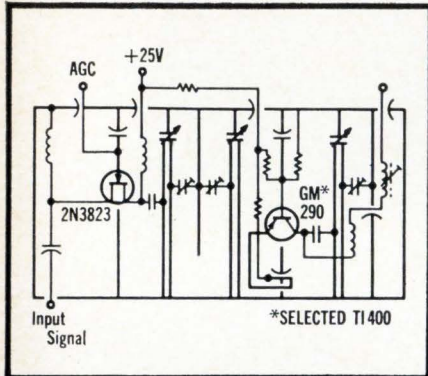 +25V
AGC
2N3823
GM*
290
Input
Signal
*SELECTED TI400